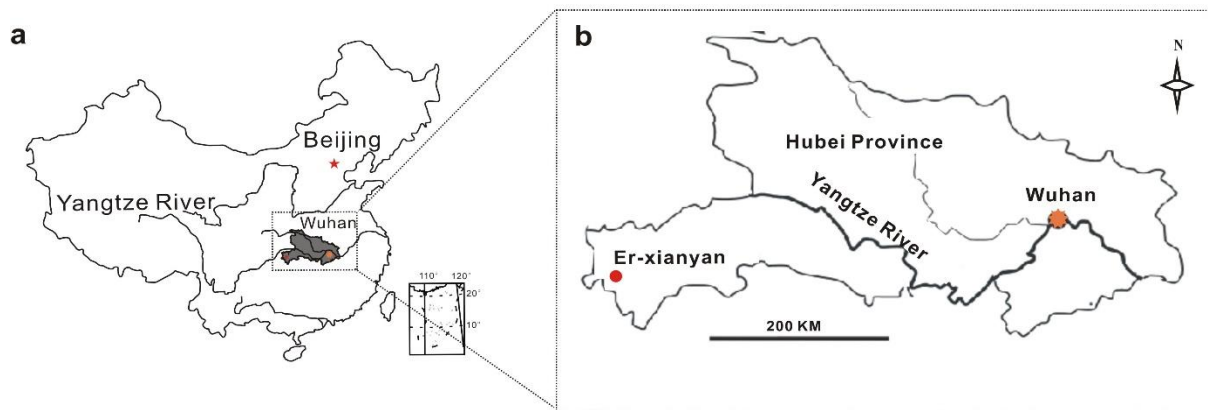 a
Beijing
Yangtze River
Wuhan
110° 120°
20°
10°
b
N
Hubei Province
Yangtze River
Wuhan
Er-xianyan
200 KM